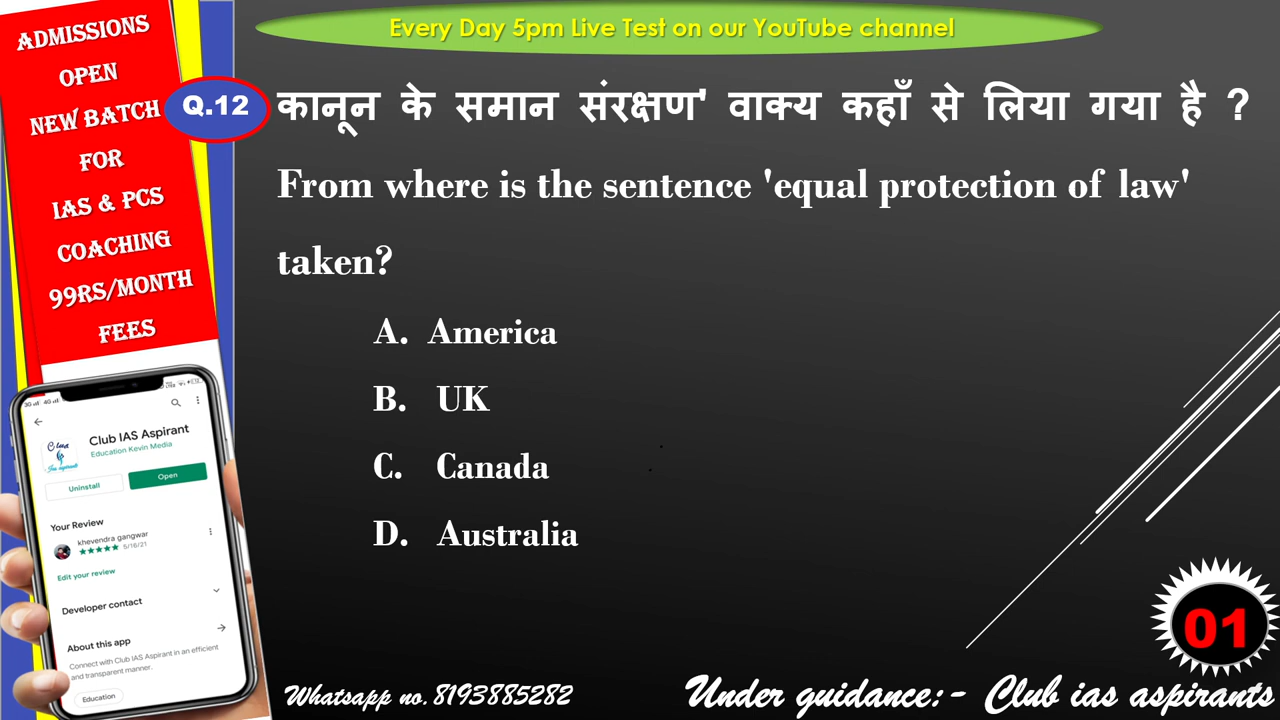 Every Day 5pm Live Test on our YouTube channel
ADMISSIONS
OPEN
NEW BATCH
FOR
IAS & PCS
COACHING
99RS/MONTH
FEES
Q.12
कानून के समान संरक्षण' वाक्य कहाँ से लिया गया है ?
From where is the sentence 'equal protection of law'
taken?
A. America
B. UK
C. Canada
D. Australia
Club IAS Aspirant
Education Kevin Media
Uninstall
Open
Your Review
khevendra gangwar
★★★★★ 5/16/21
Edit your review
Developer contact
About this app
Connect with Club IAS Aspirant in an efficient
and transparent manner.
Education
01
Whatsapp no. 8193885282
Under guidance:- Club ias aspirants